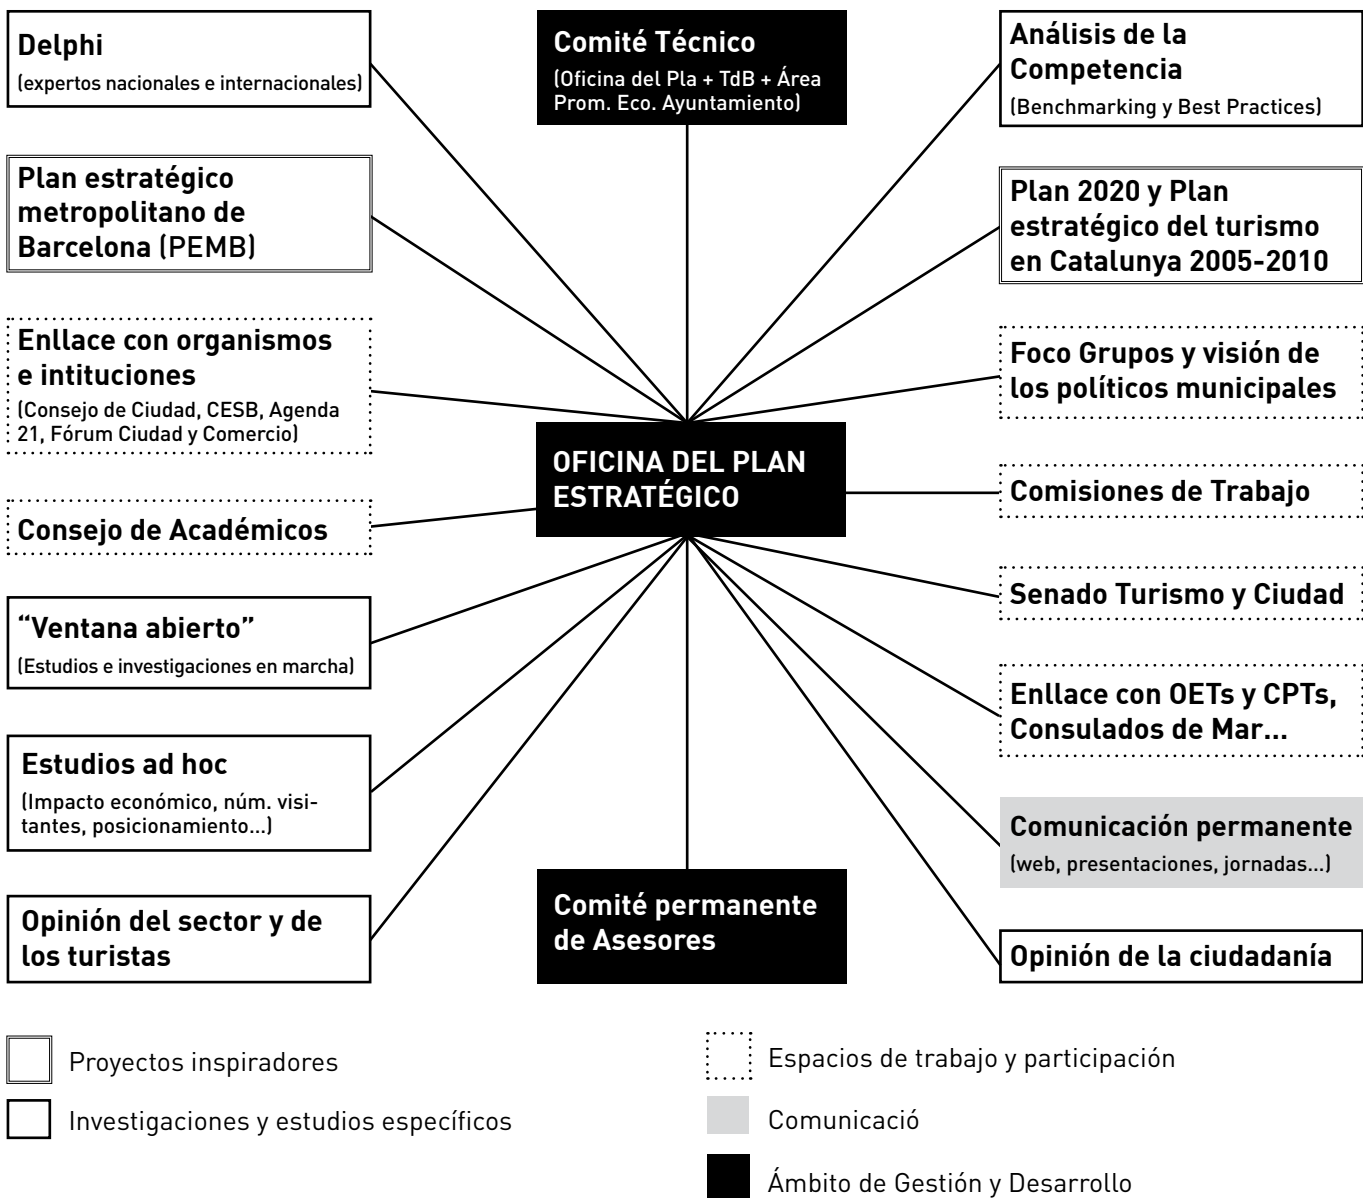 Delphi
(expertos nacionales e internacionales)
Plan estratégico
metropolitano de
Barcelona (PEMB)
Enllace con organismos
e intituciones
(Consejo de Ciudad, CESB, Agenda
21, Fórum Ciudad y Comercio)
Consejo de Académicos
“Ventana abierto”
(Estudios e investigaciones en marcha)
Estudios ad hoc
(Impacto económico, núm. visi-
tantes, posicionamiento...)
Opinión del sector y de
los turistas
Comité Técnico
(Oficina del Pla + TdB + Área
Prom. Eco. Ayuntamiento)
OFICINA DEL PLAN
ESTRATÉGICO
Comité permanente
de Asesores
Análisis de la
Competencia
(Benchmarking y Best Practices)
Plan 2020 y Plan
estratégico del turismo
en Catalunya 2005-2010
Foco Grupos y visión de
los políticos municipales
Comisiones de Trabajo
Senado Turismo y Ciudad
Enllace con OETs y CPTs,
Consulados de Mar...
Comunicación permanente
(web, presentaciones, jornadas...)
Opinión de la ciudadanía
Proyectos inspiradores
Investigaciones y estudios específicos
Espacios de trabajo y participación
Comunicació
Ámbito de Gestión y Desarrollo